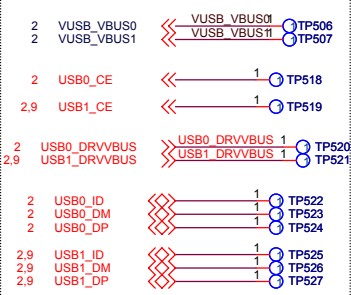 2 VUSB_VBUS0 VUSB_VBUS0 1 TP506
2 VUSB_VBUS1 VUSB_VBUS1 1 TP507
2 USB0_CE 1 TP518
2,9 USB1_CE 1 TP519
2 USB0_DRVVBUS USB0_DRVVBUS 1 TP520
2,9 USB1_DRVVBUS USB1_DRVVBUS 1 TP521
2 USB0_ID 1 TP522
2 USB0_DM 1 TP523
2 USB0_DP 1 TP524
2,9 USB1_ID 1 TP525
2,9 USB1_DM 1 TP526
2,9 USB1_DP 1 TP527